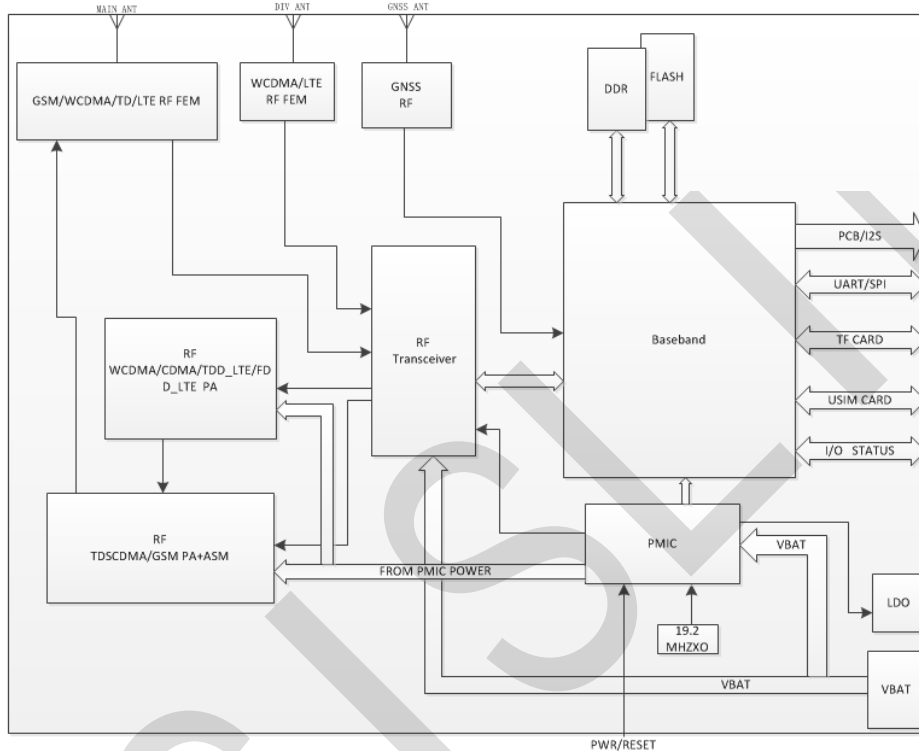 MAIN ANT
DIV ANT
GNSS ANT
GSM/WCDMA/TD/LTE RF FEM
WCDMA/LTE
RF FEM
GNSS
RF
DDR
FLASH
PCB/I2S
UART/SPI
TF CARD
USIM CARD
I/O STATUS
Baseband
RF
Transceiver
RF
WCDMA/CDMA/TDD_LTE/FD
D_LTE PA
RF
TDSCDMA/GSM PA+ASM
FROM PMIC POWER
PMIC
VBAT
LDO
19.2
MHZXO
VBAT
VBAT
PWR/RESET